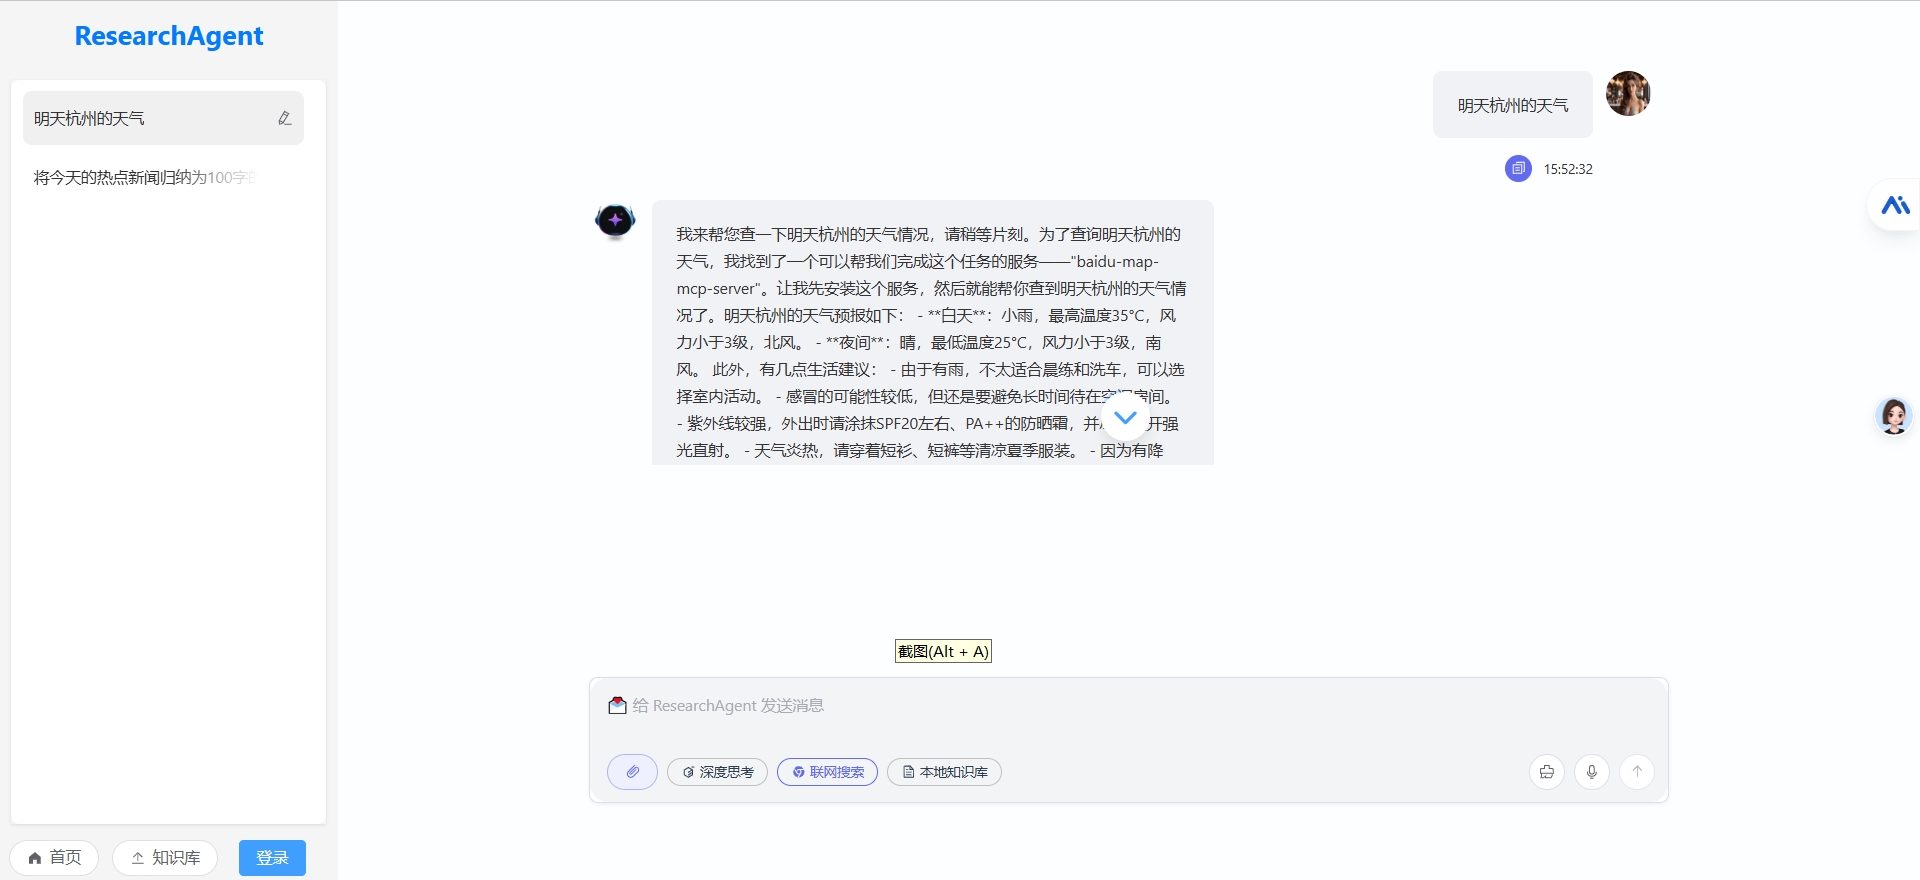 ResearchAgent
明天杭州的天气
将今天的热点新闻归纳为100字
明天杭州的天气
15:52:32
我来帮您查一下明天杭州的天气情况，请稍等片刻。为了查询明天杭州的
天气，我找到了一个可以帮我们完成这个任务的服务——"baidu-map-
mcp-server"。让我先安装这个服务，然后就能帮你查到明天杭州的天气情
况了。明天杭州的天气预报如下： - **白天**：小雨，最高温度35°C，风
力小于3级，北风。 - **夜间**：晴，最低温度25°C，风力小于3级，南
风。 此外，有几点生活建议： - 由于有雨，不太适合晨练和洗车，可以选
择室内活动。 - 感冒的可能性较低，但还是要避免长时间待在空调房间。
- 紫外线较强，外出时请涂抹SPF20左右、PA++的防晒霜，并 开强
光直射。 - 天气炎热，请穿着短衫、短裤等清凉夏季服装。 - 因为有降
截图(Alt + A)
给 ResearchAgent 发送消息
深度思考
联网搜索
本地知识库
首页
知识库
登录